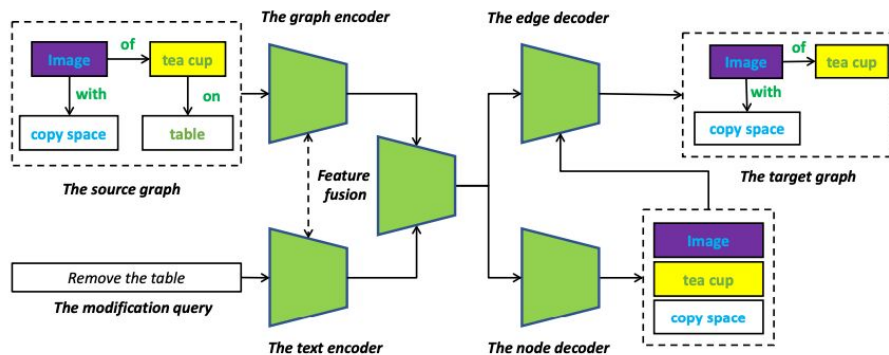 The graph encoder
The edge decoder
Image
of
tea cup
with
on
copy space
table
The source graph
Feature
fusion
Image
of
tea cup
with
copy space
The target graph
Remove the table
The modification query
The text encoder
The node decoder
Image
tea cup
copy space